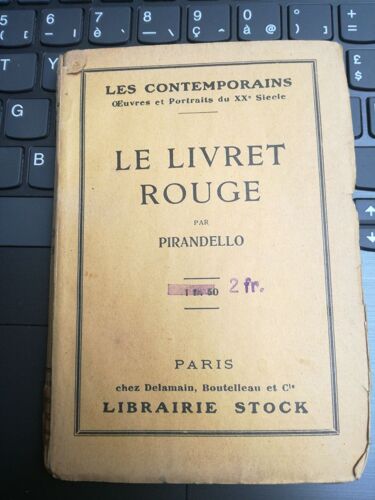 LES CONTEMPORAINS
Œuvres et Portraits du XXe Siècle
LE LIVRET
ROUGE
PAR
PIRANDELLO
1 fr. 50 2 fr.
PARIS
chez Delamain, Boutelleau et Cie
LIBRAIRIE STOCK